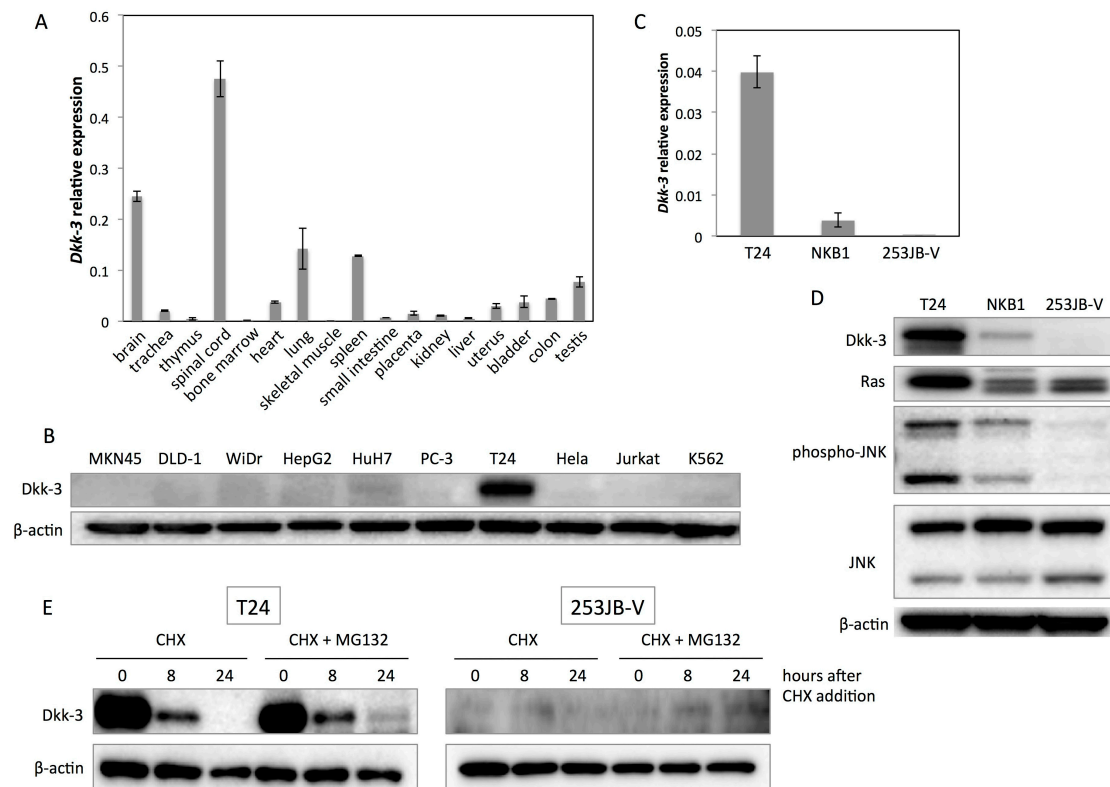 A
Dkk-3 relative expression
0.6
0.5
0.4
0.3
0.2
0.1
0
brain
trachea
thymus
spinal cord
bone marrow
heart
lung
skeletal muscle
spleen
small intestine
placenta
kidney
liver
uterus
bladder
colon
testis
C
Dkk-3 relative expression
0.05
0.04
0.03
0.02
0.01
0
T24 NKB1 253JB-V
B
MKN45 DLD-1 WiDr HepG2 HuH7 PC-3 T24 Hela Jurkat K562
Dkk-3
β-actin
D
T24 NKB1 253JB-V
Dkk-3
Ras
phospho-JNK
JNK
β-actin
E
T24 253JB-V
CHX CHX + MG132 CHX CHX + MG132
0 8 24 0 8 24 0 8 24 0 8 24 hours after
CHX addition
Dkk-3
β-actin